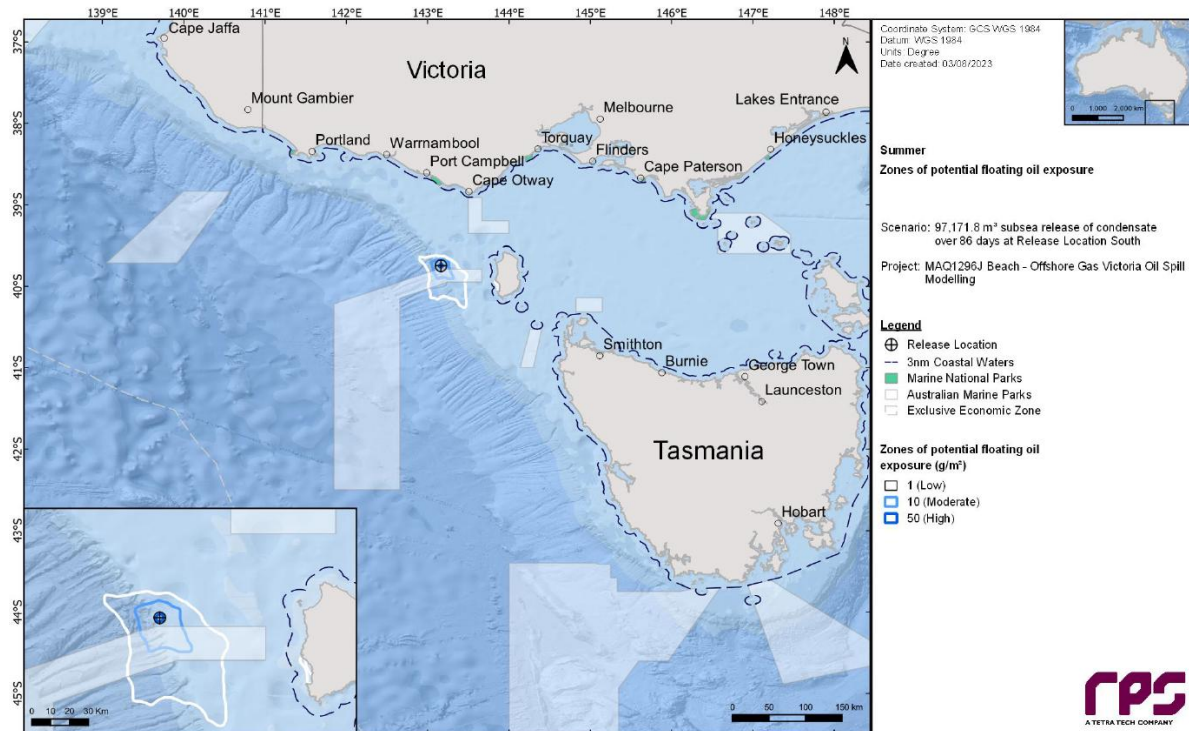 139°E 140°E 141°E 142°E 143°E 144°E 145°E 146°E 147°E 148°E
37°S
38°S
39°S
40°S
41°S
42°S
43°S
44°S
45°S
Cape Jaffa
Victoria
Mount Gambier
Melbourne
Lakes Entrance
Portland
Warrnambool
Torquay
Honeysuckles
Port Campbell
Flinders
Cape Otway
Cape Paterson
N
Smithton
Burnie
George Town
Launceston
Tasmania
Hobart
0 10 20 30 Km
0 50 100 150 km
Coordinate System: GCS WGS 1984
Datum: WGS 1984
Units: Degree
Date created: 03/08/2023
0 1,000 2,000 km
Summer
Zones of potential floating oil exposure
Scenario: 97,171.8 m³ subsea release of condensate
over 86 days at Release Location South
Project: MAQ1296J Beach - Offshore Gas Victoria Oil Spill
Modelling
Legend
Release Location
3nm Coastal Waters
Marine National Parks
Australian Marine Parks
Exclusive Economic Zone
Zones of potential floating oil
exposure (g/m²)
1 (Low)
10 (Moderate)
50 (High)
rps
A TETRA TECH COMPANY